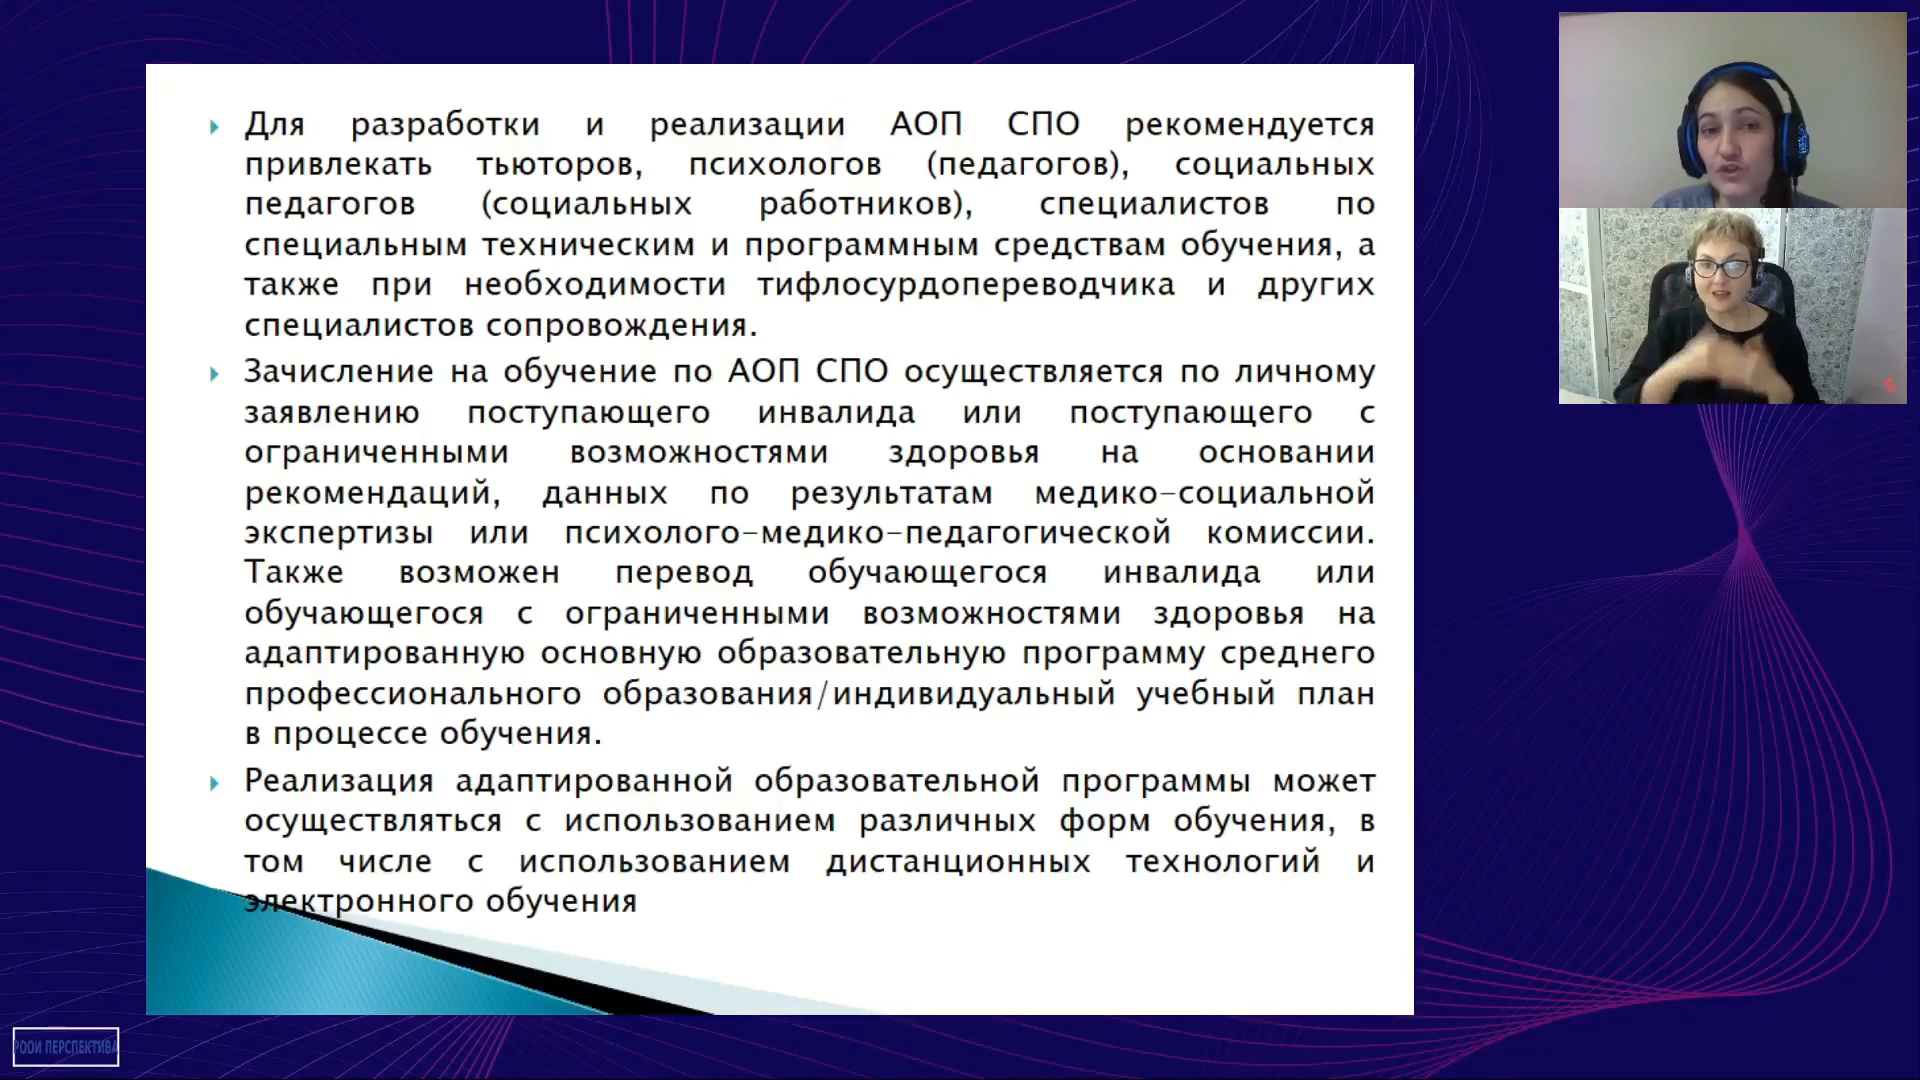 Для разработки и реализации АОП СПО рекомендуется
привлекать тьюторов, психологов (педагогов), социальных
педагогов (социальных работников), специалистов по
специальным техническим и программным средствам обучения, а
также при необходимости тифлосурдопереводчика и других
специалистов сопровождения.
Зачисление на обучение по АОП СПО осуществляется по личному
заявлению поступающего инвалида или поступающего с
ограниченными возможностями здоровья на основании
рекомендаций, данных по результатам медико-социальной
экспертизы или психолого-медико-педагогической комиссии.
Также возможен перевод обучающегося инвалида или
обучающегося с ограниченными возможностями здоровья на
адаптированную основную образовательную программу среднего
профессионального образования/индивидуальный учебный план
в процессе обучения.
Реализация адаптированной образовательной программы может
осуществляться с использованием различных форм обучения, в
том числе с использованием дистанционных технологий и
электронного обучения
РООИ ПЕРСПЕКТИВА